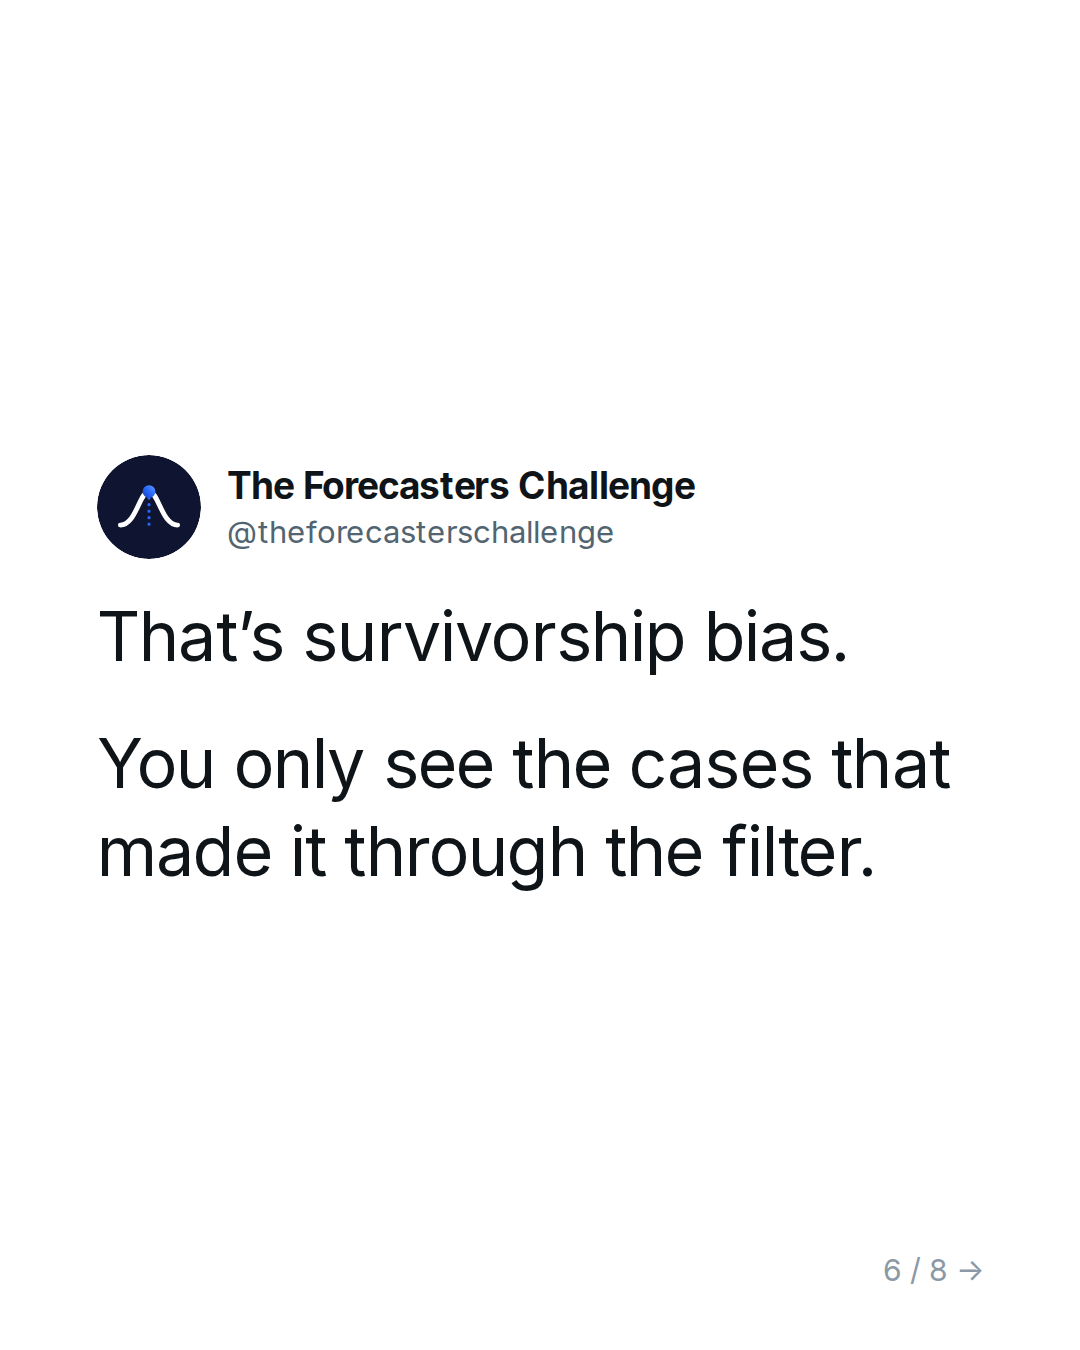 The Forecasters Challenge
@theforecasterschallenge
That’s survivorship bias.
You only see the cases that
made it through the filter.
6 / 8 →